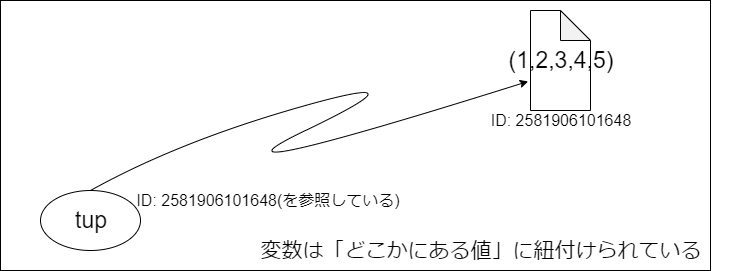 (1,2,3,4,5)
ID: 2581906101648
ID: 2581906101648(を参照している)
tup
変数は「どこかにある値」に紐付けられている